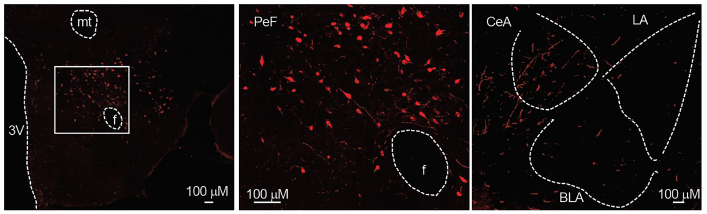 mt
f
3V
100 µM
PeF
f
100 µM
CeA
LA
BLA
100 µM